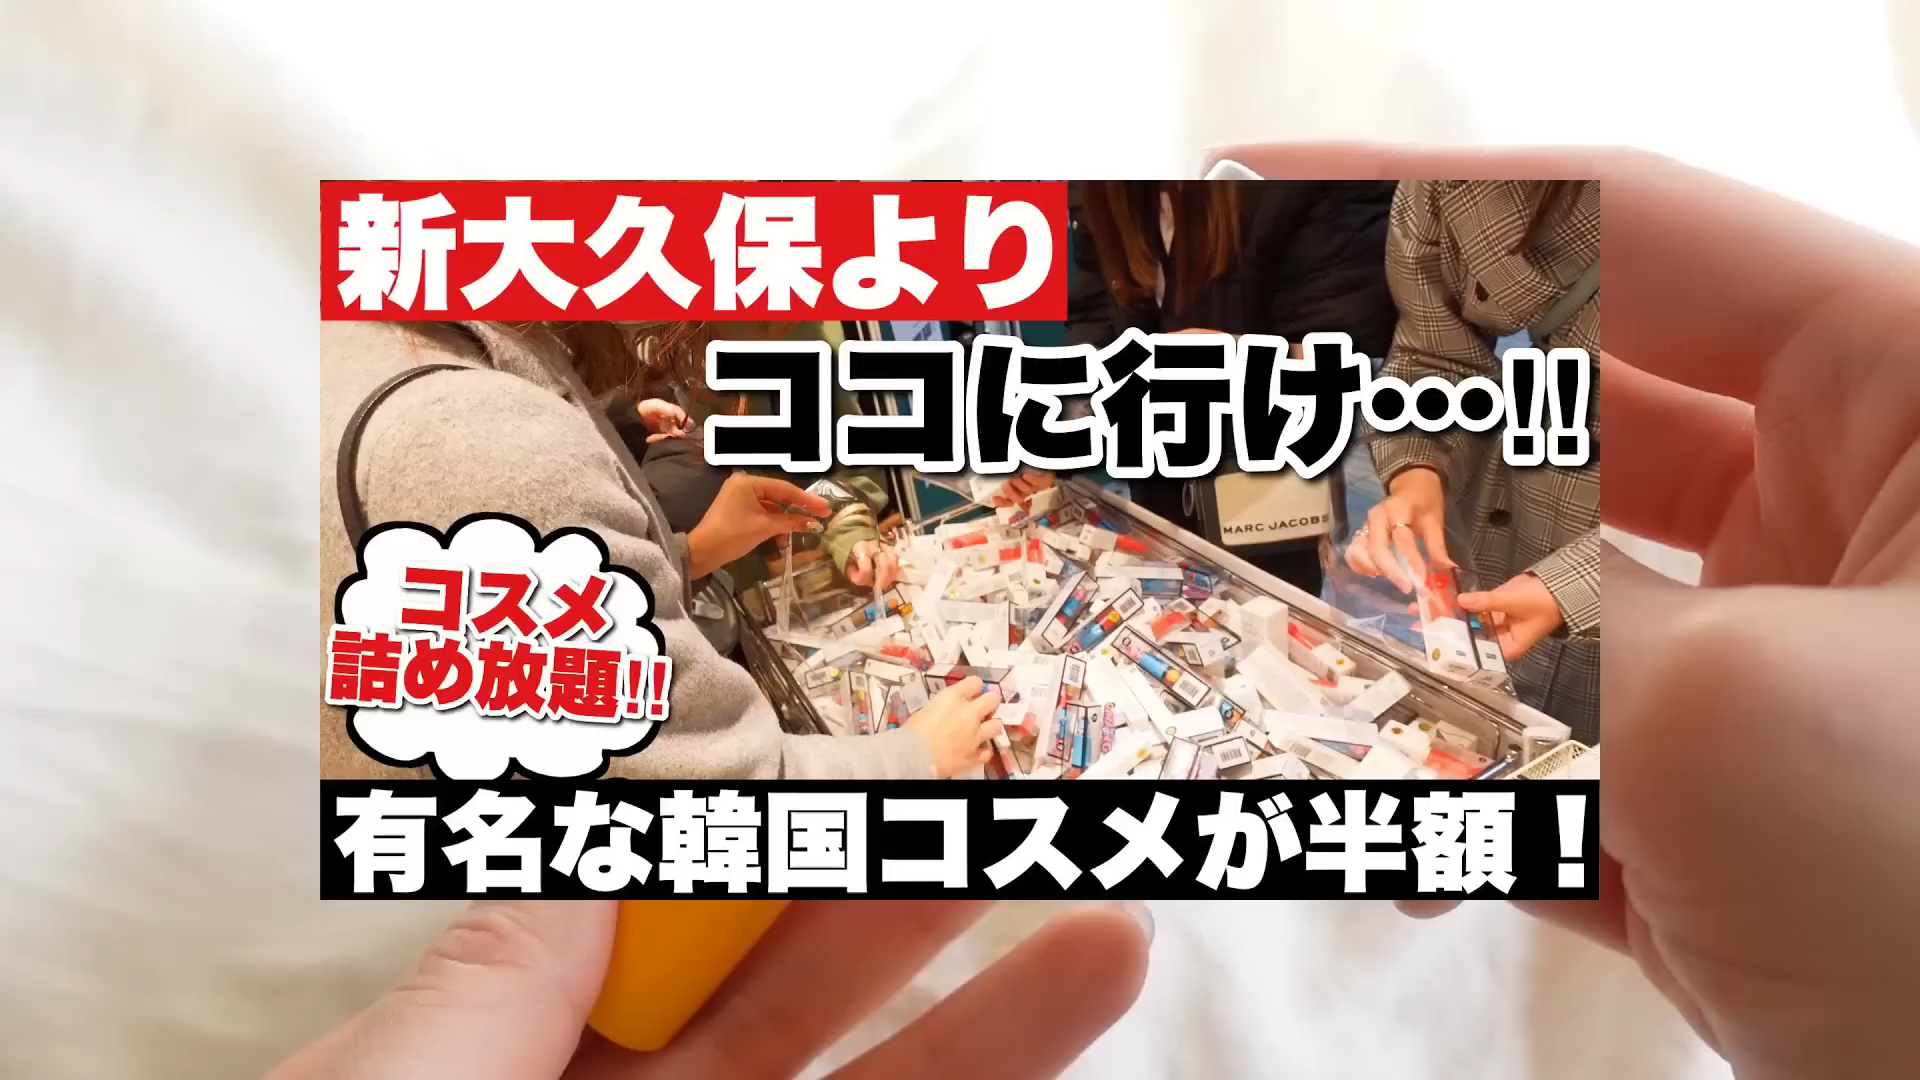 新大久保より
ココに行け…!!
MARC JACOBS
コスメ
詰め放題!!
有名な韓国コスメが半額！